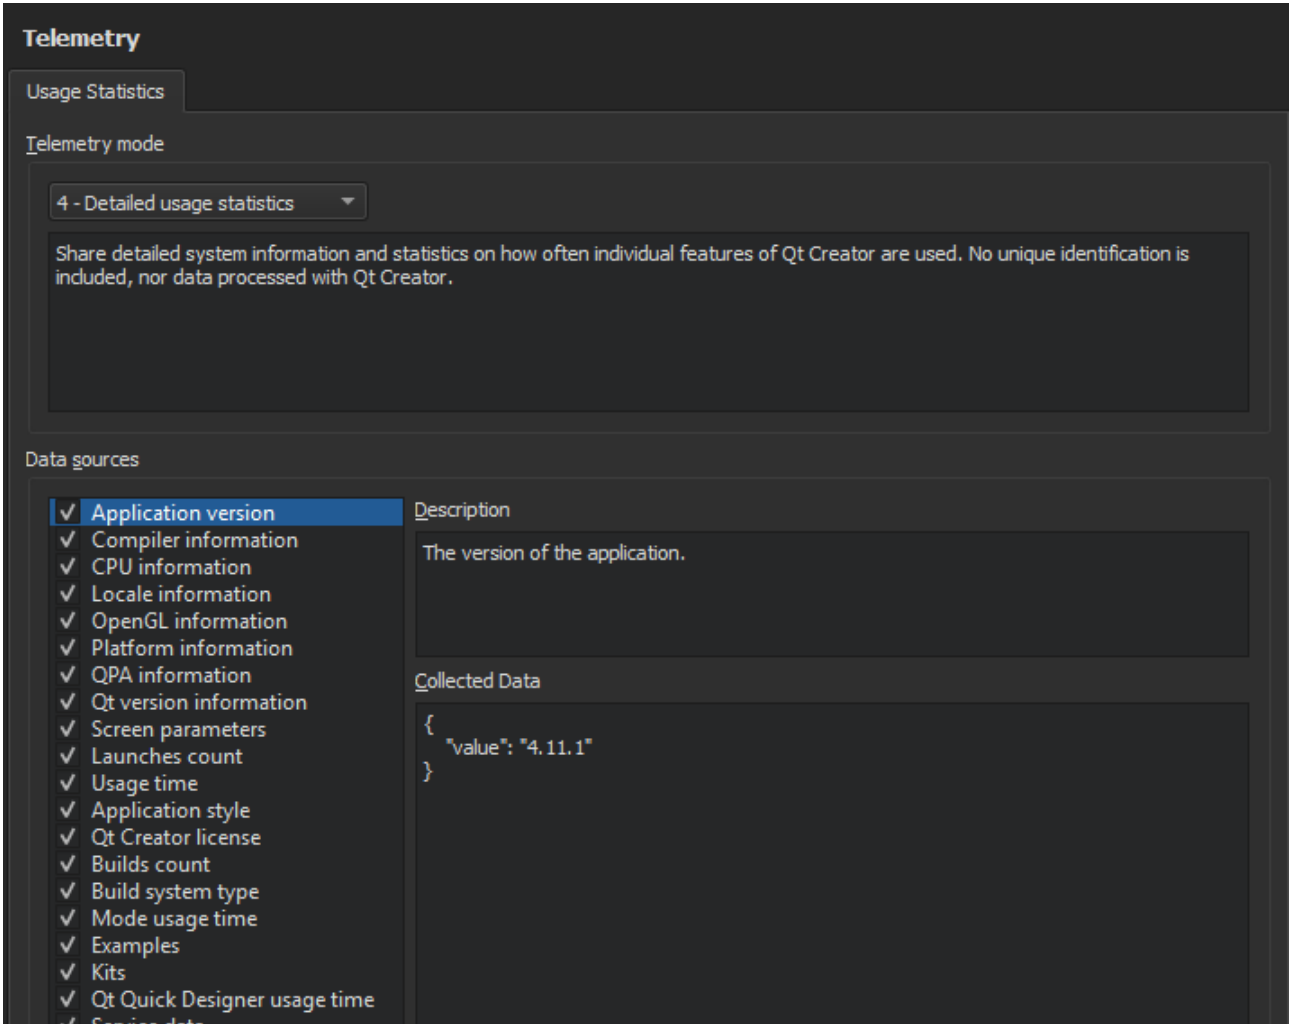 Telemetry
Usage Statistics
Telemetry mode
4 - Detailed usage statistics
Share detailed system information and statistics on how often individual features of Qt Creator are used. No unique identification is
included, nor data processed with Qt Creator.
Data sources
Application version
Compiler information
CPU information
Locale information
OpenGL information
Platform information
QPA information
Qt version information
Screen parameters
Launches count
Usage time
Application style
Qt Creator license
Builds count
Build system type
Mode usage time
Examples
Kits
Qt Quick Designer usage time
Description
The version of the application.
Collected Data
{
"value": "4.11.1"
}